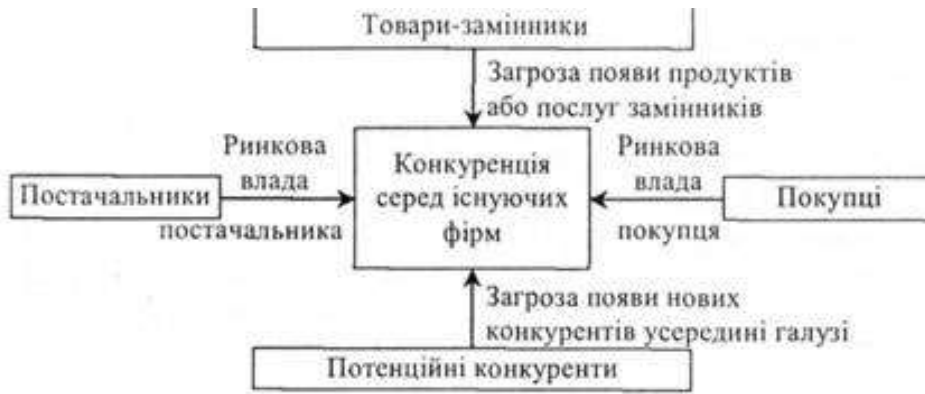 Товари-замінники
Загроза появи продуктів
або послуг замінників
Ринкова
влада
постачальника
Постачальники
Конкуренція
серед існуючих
фірм
Ринкова
влада
покупця
Покупці
Загроза появи нових
конкурентів усередині галузі
Потенційні конкуренти